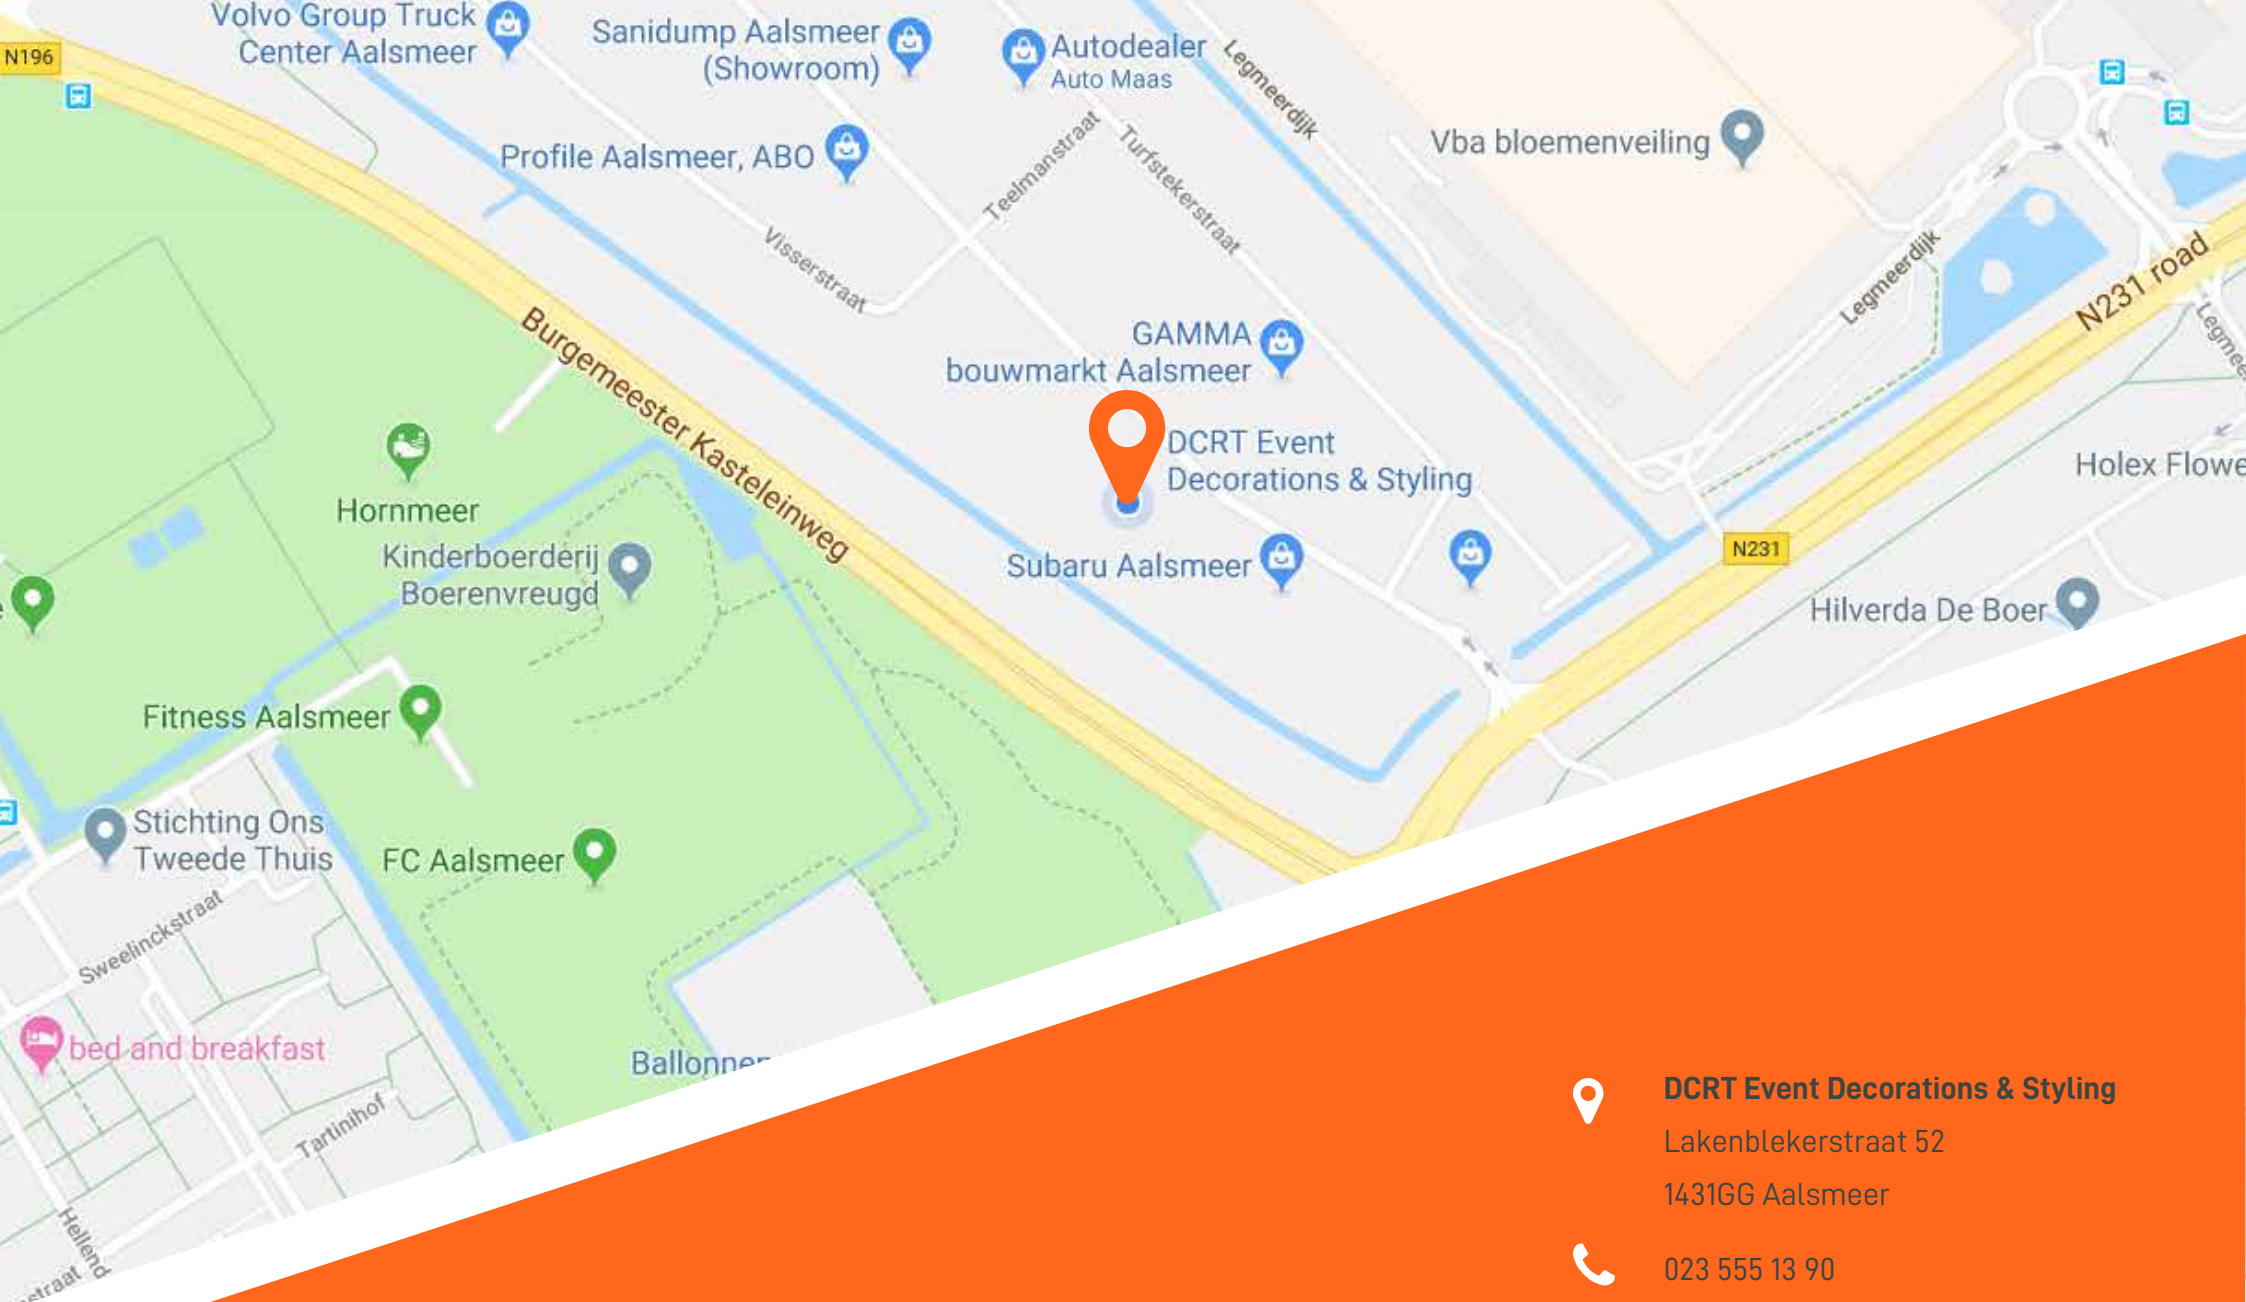 Volvo Group Truck
Center Aalsmeer
Sanidump Aalsmeer
(Showroom)
Autodealer
Auto Maas
Legmeerdijk
N196
Profile Aalsmeer, ABO
Teelmanstraat
Turfstekerstraat
Vba bloemenveiling
Visserstraat
Legmeerdijk
N231 road
Burgemeester Kasteleinweg
GAMMA
bouwmarkt Aalsmeer
DCRT Event
Decorations & Styling
Holex Flowe
Hornmeer
Kinderboerderij
Boerenvreugd
Subaru Aalsmeer
N231
Hilverda De Boer
Fitness Aalsmeer
Stichting Ons
Tweede Thuis
FC Aalsmeer
Sweelinckstraat
bed and breakfast
Ballonnen
Tartinihof
Hellend
straat
DCRT Event Decorations & Styling
Lakenblekerstraat 52
1431GG Aalsmeer
023 555 13 90